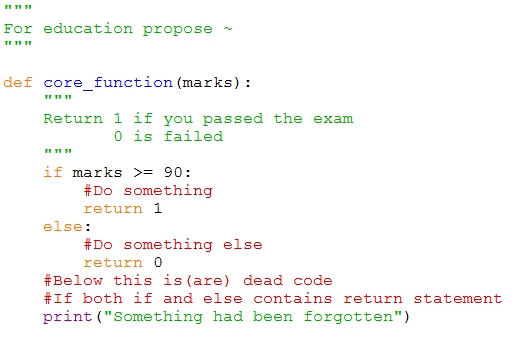 """
For education propose ~
"""
def core_function(marks):
    """
    Return 1 if you passed the exam
           0 is failed
    """
    if marks >= 90:
        #Do something
        return 1
    else:
        #Do something else
        return 0
    #Below this is(are) dead code
    #If both if and else contains return statement
    print("Something had been forgotten")